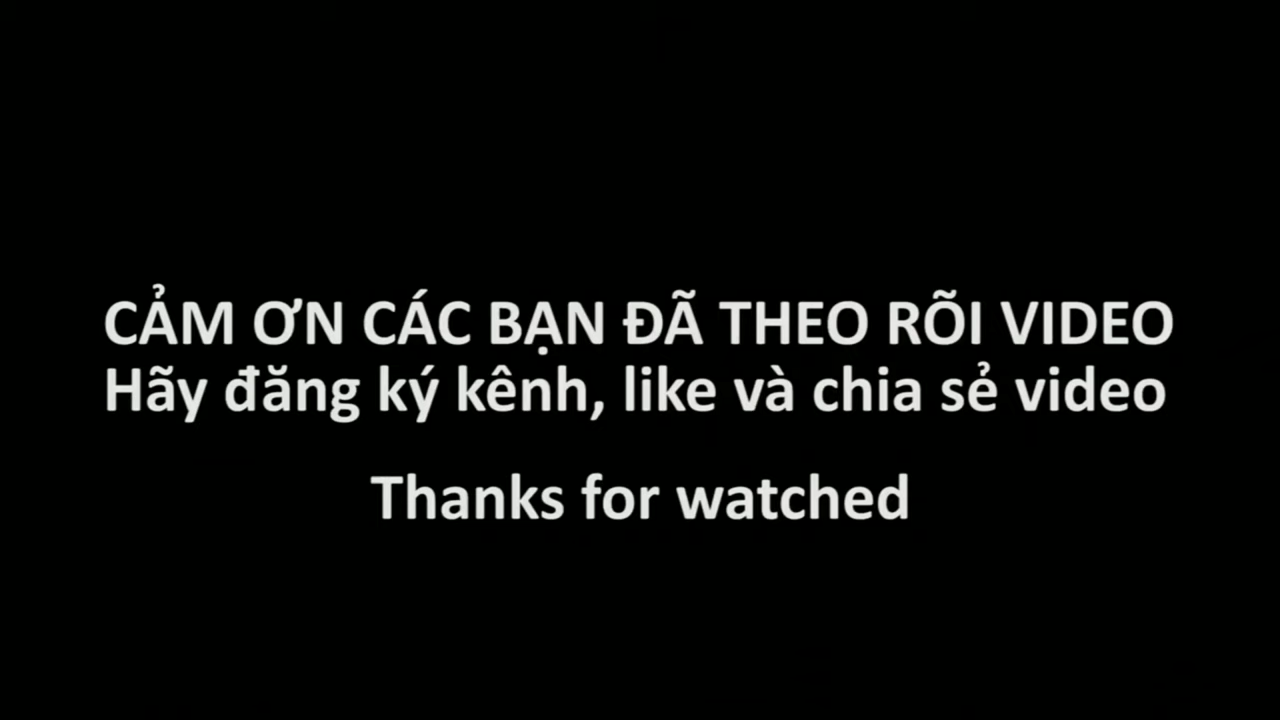 CẢM ƠN CÁC BẠN ĐÃ THEO RÕI VIDEO
Hãy đăng ký kênh, like và chia sẻ video
Thanks for watched